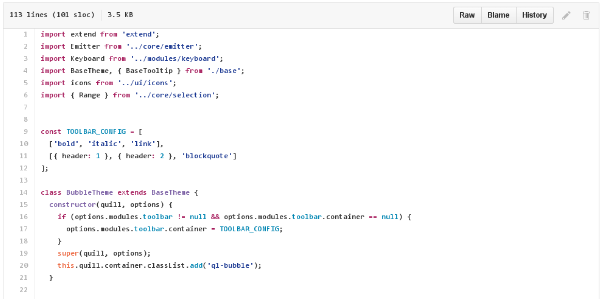 113 lines (101 sloc) 3.5 KB
Raw Blame History
1 import extend from 'extend';
2 import Emitter from '../core/emitter';
3 import Keyboard from '../modules/keyboard';
4 import BaseTheme, { BaseTooltip } from './base';
5 import icons from '../ui/icons';
6 import { Range } from '../core/selection';
7
8
9 const TOOLBAR_CONFIG = [
10 ['bold', 'italic', 'link'],
11 [{ header: 1 }, { header: 2 }, 'blockquote']
12 ];
13
14 class BubbleTheme extends BaseTheme {
15 constructor(quill, options) {
16 if (options.modules.toolbar != null && options.modules.toolbar.container == null) {
17 options.modules.toolbar.container = TOOLBAR_CONFIG;
18 }
19 super(quill, options);
20 this.quill.container.classList.add('ql-bubble');
21 }
22